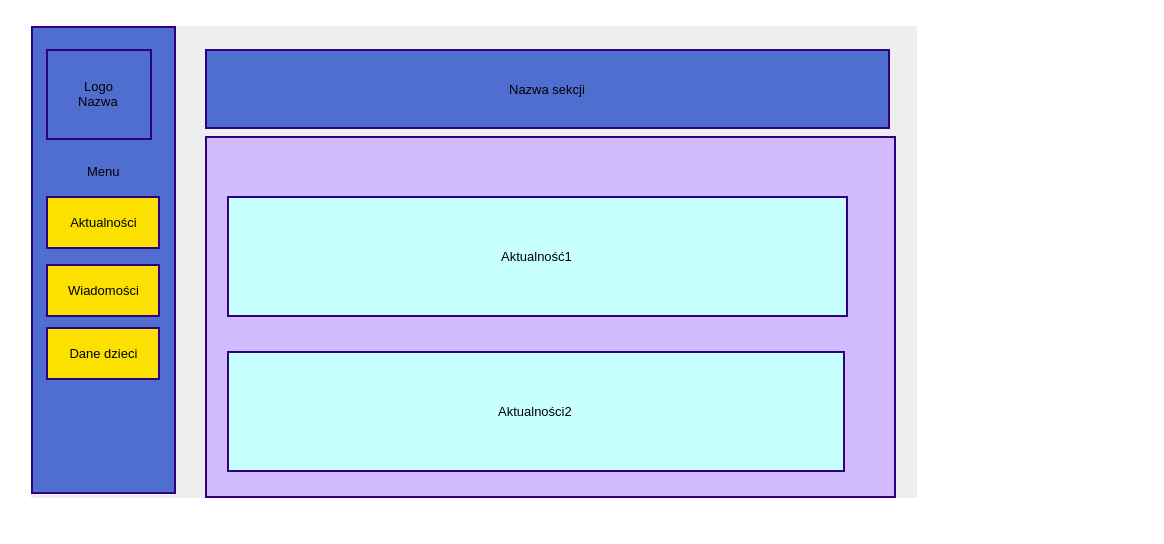 Logo
Nazwa
Menu
Aktualności
Wiadomości
Dane dzieci
Nazwa sekcji
Aktualność1
Aktualności2